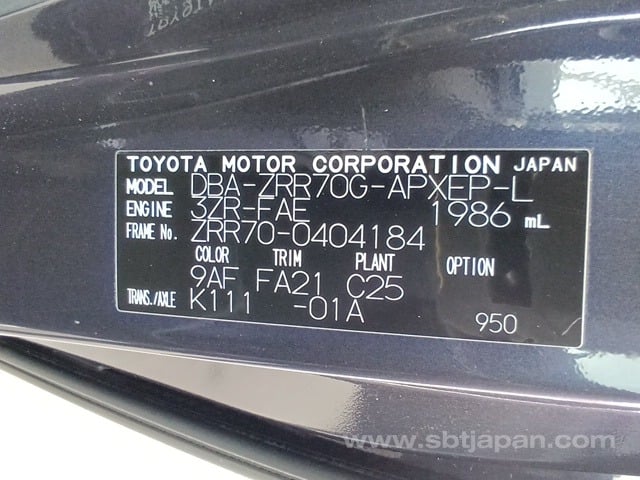 TOYOTA MOTOR CORPORATION JAPAN
MODEL DBA-ZRR70G-APXEP-L
ENGINE 3ZR-FAE 1986 mL
FRAME No. ZRR70-0404184
COLOR TRIM PLANT OPTION
9AF FA21 C25
TRANS./AXLE K111 -01A
950
www.sbtjapan.com